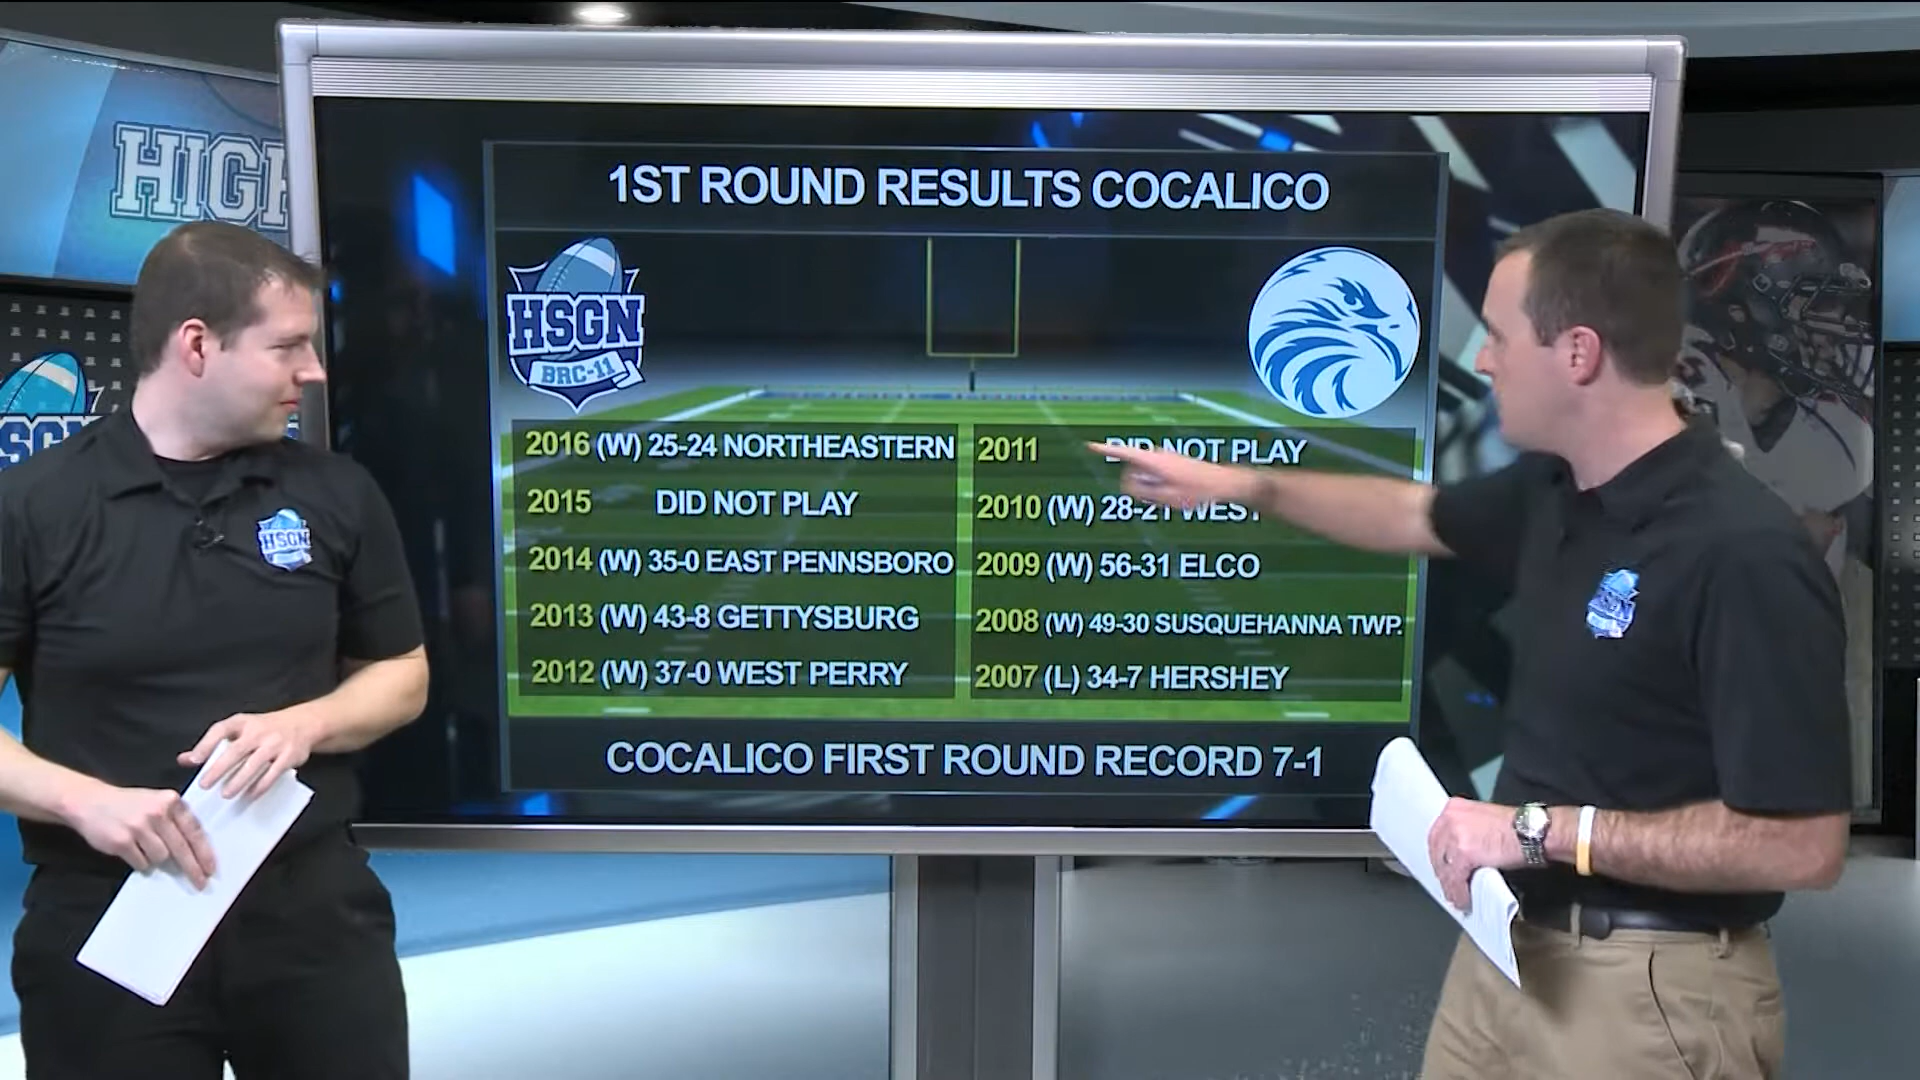 HIGH
1ST ROUND RESULTS COCALICO
HSGN
BRC-11
2016 (W) 25-24 NORTHEASTERN
2015 DID NOT PLAY
2014 (W) 35-0 EAST PENNSBORO
2013 (W) 43-8 GETTYSBURG
2012 (W) 37-0 WEST PERRY
2011 DID NOT PLAY
2010 (W) 28-21 WEST
2009 (W) 56-31 ELCO
2008 (W) 49-30 SUSQUEHANNA TWP.
2007 (L) 34-7 HERSHEY
COCALICO FIRST ROUND RECORD 7-1
HSGN
HSGN